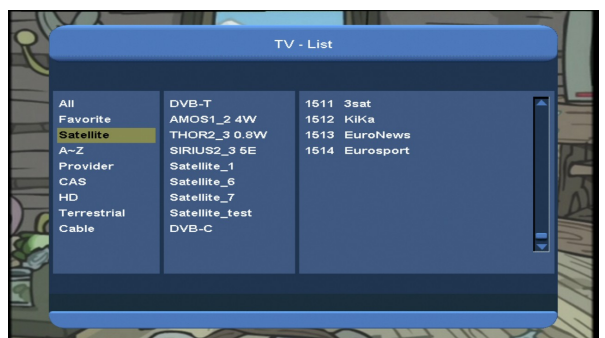 TV - List
All
Favorite
Satellite
A~Z
Provider
CAS
HD
Terrestrial
Cable
DVB-T
AMOS1_2 4W
THOR2_3 0.8W
SIRIUS2_3 5E
Satellite_1
Satellite_6
Satellite_7
Satellite_test
DVB-C
1511 3sat
1512 KiKa
1513 EuroNews
1514 Eurosport